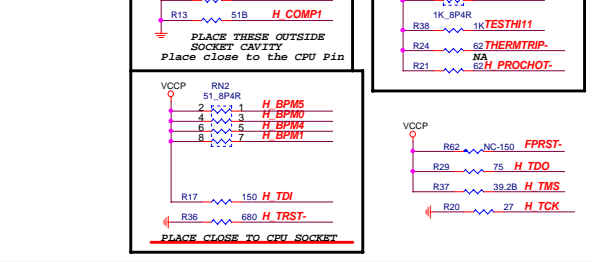 R13 51B H_COMP1
PLACE THESE OUTSIDE
SOCKET CAVITY
Place close to the CPU Pin
1K_8P4R
R38 1K TESTHI11
R24 62 THERMTRIP-
NA
R21 62 H_PROCHOT-
VCCP RN2
51_8P4R
2 1 H_BPM5
4 3 H_BPM0
6 5 H_BPM4
8 7 H_BPM1
R17 150 H_TDI
R36 680 H_TRST-
PLACE CLOSE TO CPU SOCKET
VCCP
R62 NC-150 FPRST-
R29 75 H_TDO
R37 39.2B H_TMS
R20 27 H_TCK